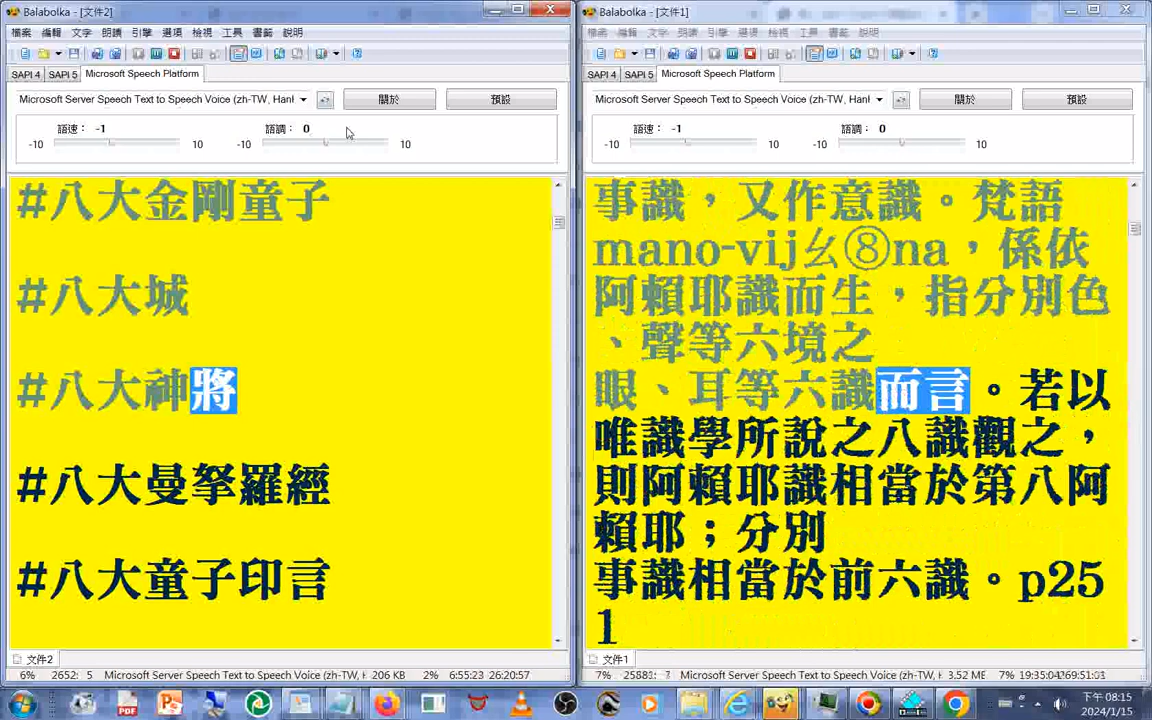 Balabolka - [文件2]
檔案 編輯 文字 朗讀 引擎 選項 檢視 工具 書籤 說明
SAPI 4 SAPI 5 Microsoft Speech Platform
Microsoft Server Speech Text to Speech Voice (zh-TW, Hanl
關於 預設
語速： -1 語調： 0
-10 10 -10 10
#八大金剛童子
#八大城
#八大神將
#八大曼拏羅經
#八大童子印言
文件2
6% 2652: 5 Microsoft Server Speech Text to Speech Voice (zh-TW, H 206 KB 2% 6:55:23 26:20:57
Balabolka - [文件1]
檔案 編輯 文字 朗讀 引擎 選項 檢視 工具 書籤 說明
SAPI 4 SAPI 5 Microsoft Speech Platform
Microsoft Server Speech Text to Speech Voice (zh-TW, Hanl
關於 預設
語速： -1 語調： 0
-10 10 -10 10
事識，又作意識。梵語
mano-vij幺⑧na，係依
阿賴耶識而生，指分別色
、聲等六境之
眼、耳等六識而言。若以
唯識學所說之八識觀之，
則阿賴耶識相當於第八阿
賴耶；分別
事識相當於前六識。p25
1
文件1
7% Microsoft Server Speech Text to Speech Voice (zh-TW, H 3.52 ME 7%
下午 08:15
2024/1/15